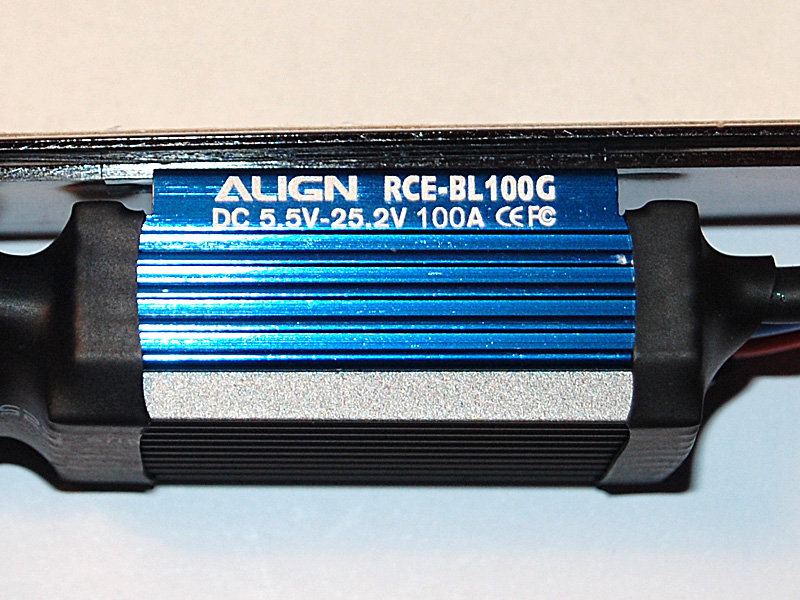 ALIGN RCE-BL100G
DC 5.5V-25.2V 100A CE FC